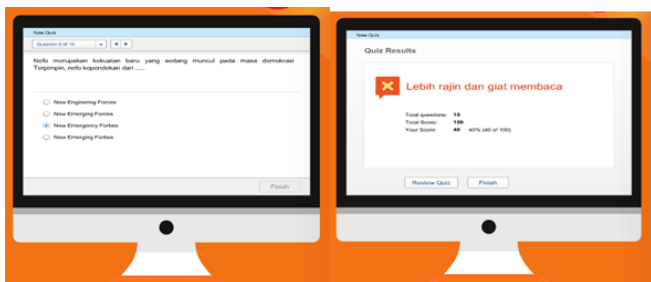 New Quiz
Question 6 of 10
Nefo merupakan kekuatan baru yang sedang muncul pada masa demokrasi
Terpimpin, nefo kependekan dari .....
New Enginering Forces
New Emerging Forces
New Emergency Forbes
New Emerging Forbes
Finish
New Quiz
Quiz Results
Lebih rajin dan giat membaca
Total questions: 10
Total Score: 100
Your Score: 40 40% (40 of 100)
Review Quiz
Finish